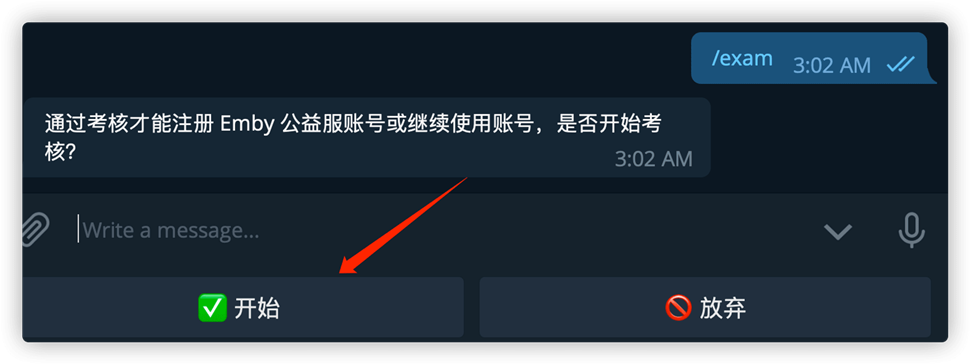 /exam 3:02 AM
通过考核才能注册 Emby 公益服账号或继续使用账号，是否开始考
核？
3:02 AM
Write a message...
开始
放弃